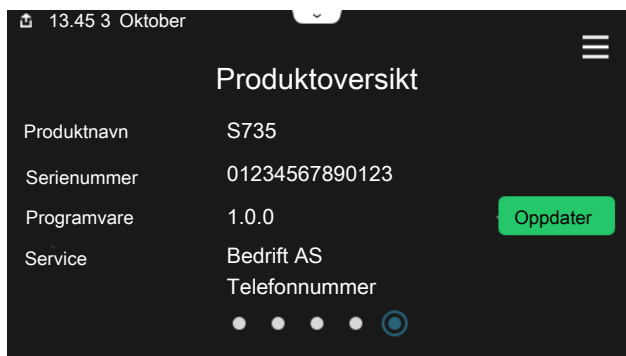 13.45 3 Oktober
Produktoversikt
Produktnavn S735
Serienummer 01234567890123
Programvare 1.0.0 Oppdater
Service Bedrift AS
Telefonnummer